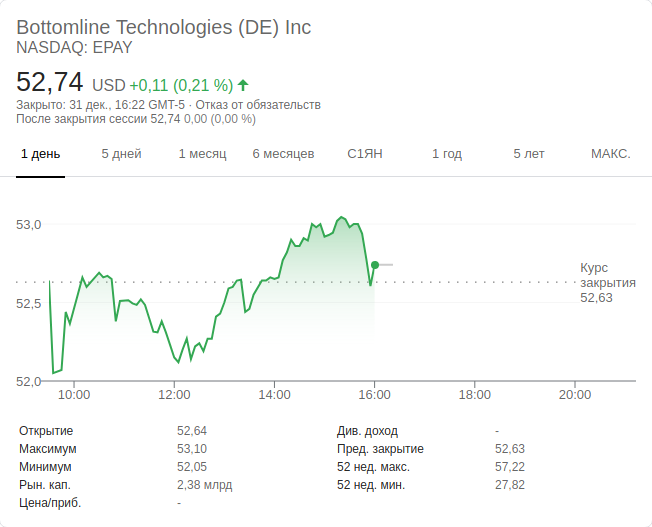 Bottomline Technologies (DE) Inc
NASDAQ: EPAY
52,74 USD +0,11 (0,21 %)
Закрыто: 31 дек., 16:22 GMT-5 · Отказ от обязательств
После закрытия сессии 52,74 0,00 (0,00 %)
1 день 5 дней 1 месяц 6 месяцев С1ЯН 1 год 5 лет МАКС.
53,0
52,5
52,0
Курс
закрытия
52,63
10:00 12:00 14:00 16:00 18:00 20:00
Открытие 52,64 Див. доход -
Максимум 53,10 Пред. закрытие 52,63
Минимум 52,05 52 нед. макс. 57,22
Рын. кап. 2,38 млрд 52 нед. мин. 27,82
Цена/приб. -